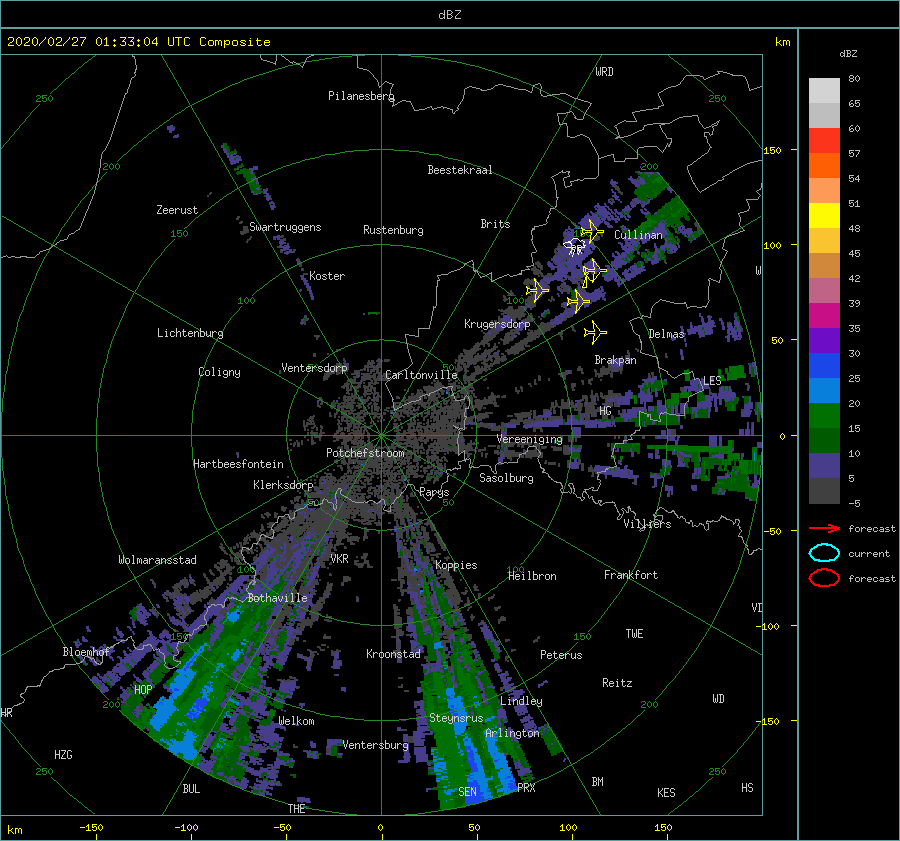 dBZ
2020/02/27 01:33:04 UTC Composite
km
dBZ
WRD
80
250
Pilanesberg
250
65
60
150
57
200
Beestekraal
200
54
Zeerust
51
Swartruggens
Brits
150
Rustenburg
Cullinan
48
100
45
Koster
42
100
100
39
Krugersdorp
35
Lichtenburg
Delmas
50
30
Brakpan
Coligny
Ventersdorp
Carltonville
LES
25
HG
20
Vereeniging
0
15
Potchefstroom
10
Hartbeesfontein
Sasolburg
5
Klerksdorp
Parys
50
50
-5
Villiers
forecast
-50
current
Wolmaransstad
VKR
Koppies
100
100
Heilbron
Frankfort
forecast
Bothaville
VD
-100
150
150
TWE
Bloemhof
Kroonstad
Peterus
HOP
Reitz
200
Lindley
200
WD
HR
Welkom
Steynsrus
-150
Arlington
HZG
Ventersburg
250
250
BUL
SEN
PRX
BM
KES
HS
THE
km
-150
-100
-50
0
50
100
150